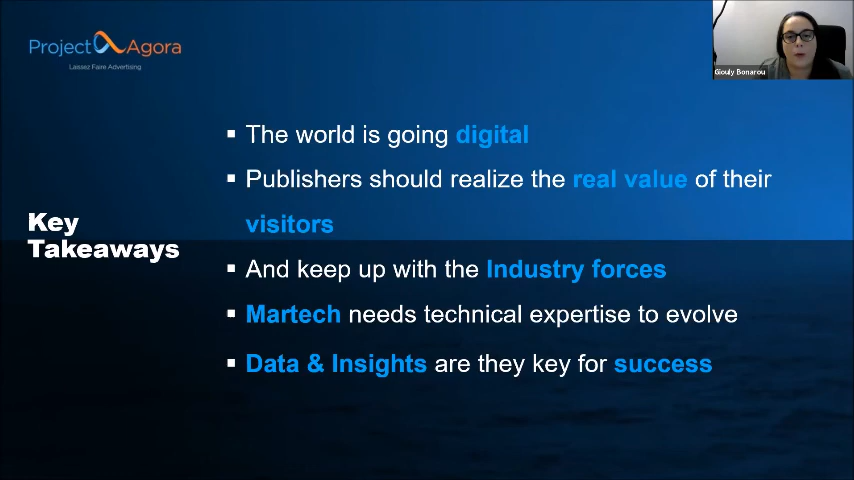 Project Agora
Laissez Faire Advertising
Giouly Bonarou
Key
Takeaways
▪ The world is going digital
▪ Publishers should realize the real value of their
visitors
▪ And keep up with the Industry forces
▪ Martech needs technical expertise to evolve
▪ Data & Insights are they key for success